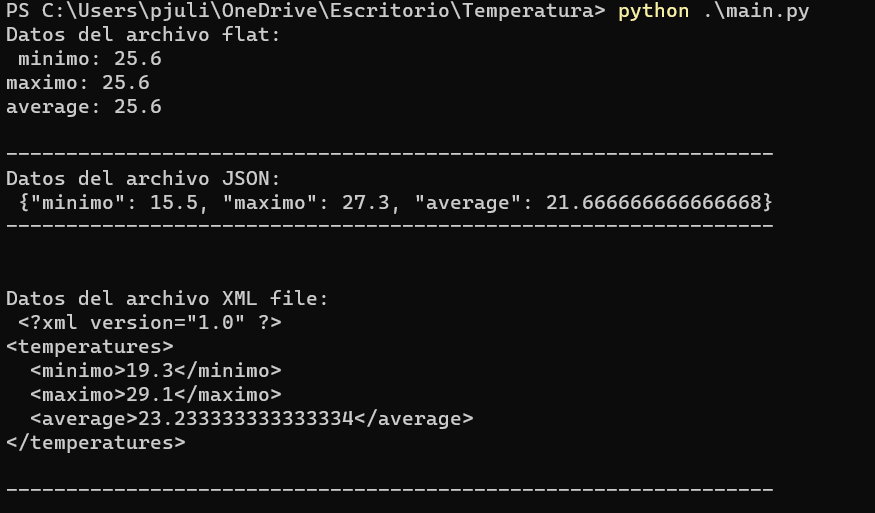 PS C:\Users\pjuli\OneDrive\Escritorio\Temperatura> python .\main.py
Datos del archivo flat:
 minimo: 25.6
maximo: 25.6
average: 25.6
----------------------------------------------------------------
Datos del archivo JSON:
 {"minimo": 15.5, "maximo": 27.3, "average": 21.666666666666668}
----------------------------------------------------------------
Datos del archivo XML file:
 <?xml version="1.0" ?>
<temperatures>
  <minimo>19.3</minimo>
  <maximo>29.1</maximo>
  <average>23.233333333333334</average>
</temperatures>
----------------------------------------------------------------